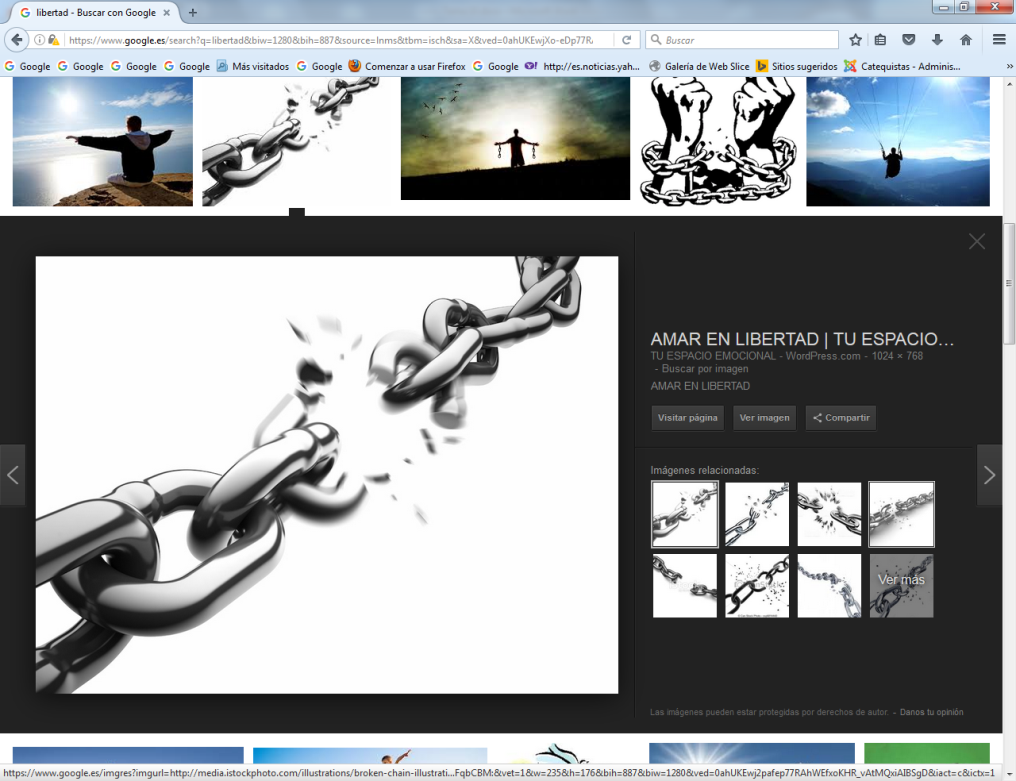 libertad - Buscar con Google
https://www.google.es/search?q=libertad&biw=1280&bih=887&source=lnms&tbm=isch&sa=X&ved=0ahUKEwjXo-eDp77R
Buscar
Google Google Google Google Más visitados Google Comenzar a usar Firefox Google http://es.noticias.yah... Galería de Web Slice Sitios sugeridos Catequistas - Adminis... »
AMAR EN LIBERTAD | TU ESPACIO...
TU ESPACIO EMOCIONAL - WordPress.com - 1024 × 768
- Buscar por imagen
AMAR EN LIBERTAD
Visitar página Ver imagen Compartir
Imágenes relacionadas:
Ver más
Las imágenes pueden estar protegidas por derechos de autor. - Danos tu opinión
https://www.google.es/imgres?imgurl=http://media.istockphoto.com/illustrations/broken-chain-illustrati...FqbCBM:&vet=1&w=235&h=176&bih=887&biw=1280&ved=0ahUKEwj2pafep77RAhWEfxoKHR_vAtMQxiAIBSgD&iact=c&ictx=1